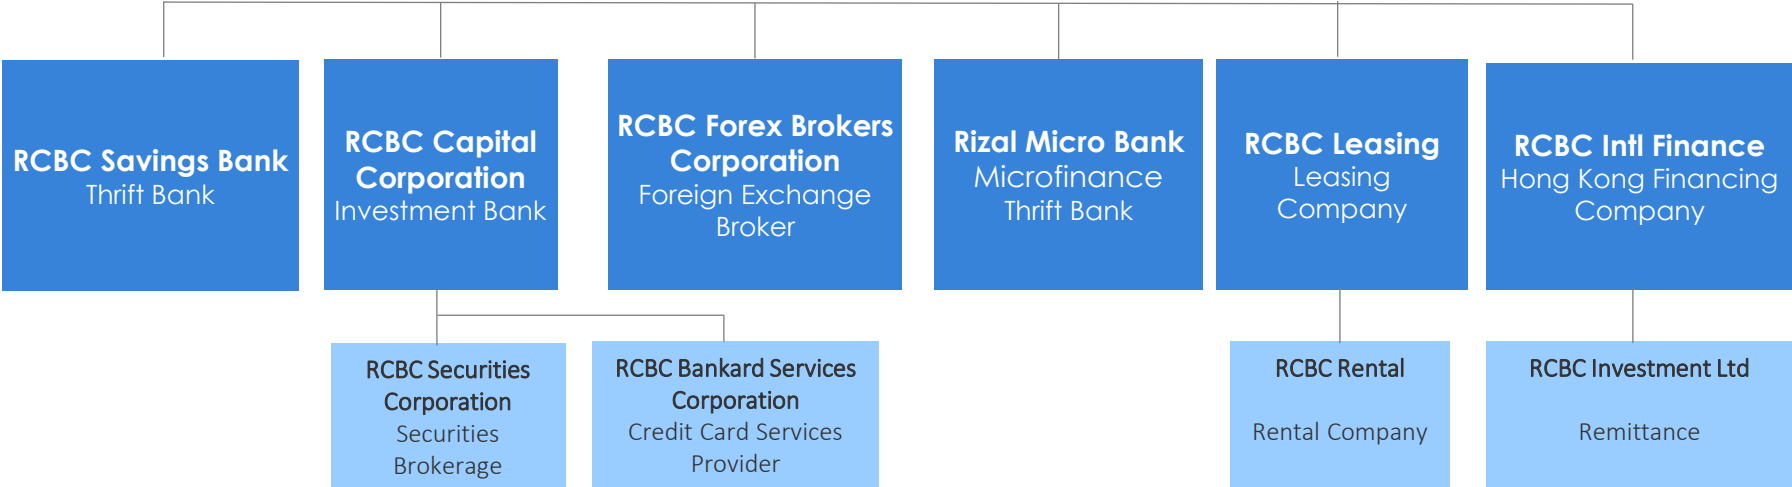 RCBC Savings Bank
Thrift Bank
RCBC Capital
Corporation
Investment Bank
RCBC Forex Brokers
Corporation
Foreign Exchange
Broker
Rizal Micro Bank
Microfinance
Thrift Bank
RCBC Leasing
Leasing
Company
RCBC Intl Finance
Hong Kong Financing
Company
RCBC Securities
Corporation
Securities
Brokerage
RCBC Bankard Services
Corporation
Credit Card Services
Provider
RCBC Rental
Rental Company
RCBC Investment Ltd
Remittance